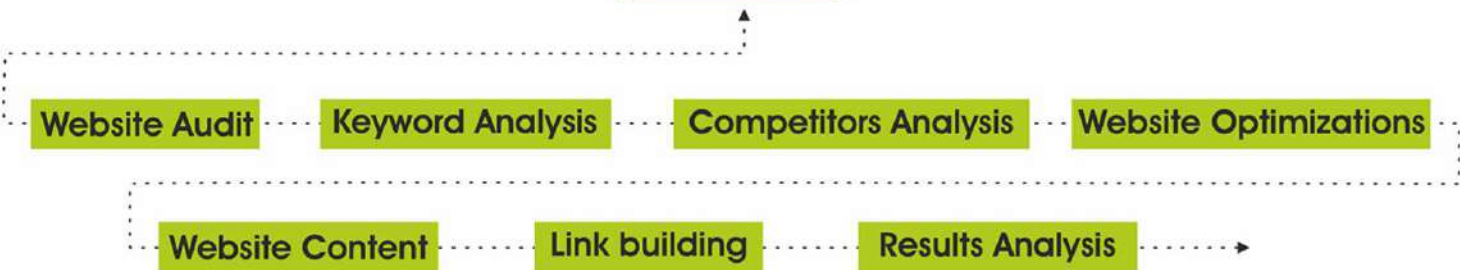 Website Audit Keyword Analysis Competitors Analysis Website Optimizations
Website Content Link building Results Analysis